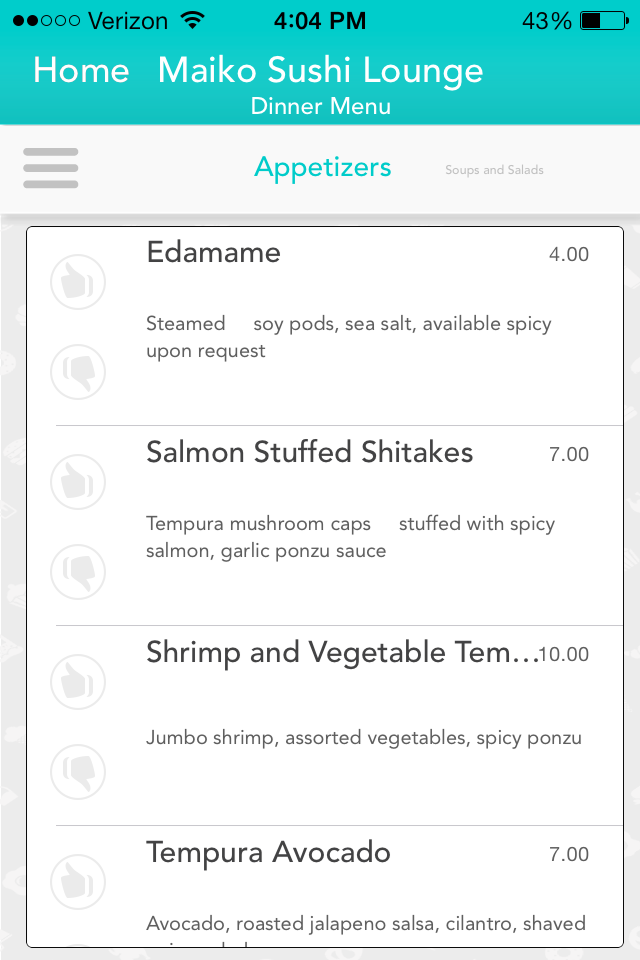 Verizon 4:04 PM 43%
Home Maiko Sushi Lounge
Dinner Menu
Appetizers Soups and Salads
Edamame 4.00
Steamed soy pods, sea salt, available spicy
upon request
Salmon Stuffed Shitakes 7.00
Tempura mushroom caps stuffed with spicy
salmon, garlic ponzu sauce
Shrimp and Vegetable Tem... 10.00
Jumbo shrimp, assorted vegetables, spicy ponzu
Tempura Avocado 7.00
Avocado, roasted jalapeno salsa, cilantro, shaved